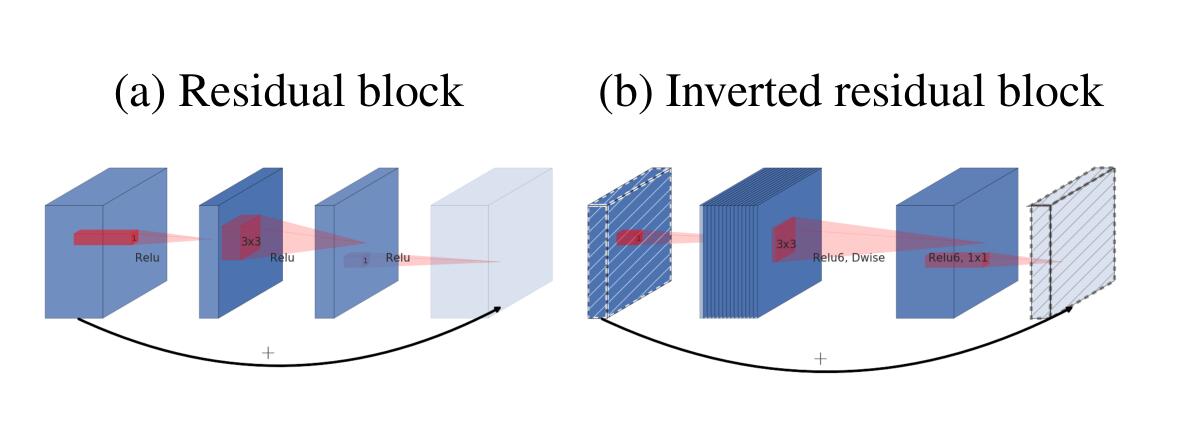 (a) Residual block
(b) Inverted residual block
1
Relu
3x3
Relu
1
Relu
+
1
3x3
Relu6, Dwise
Relu6, 1x1
+